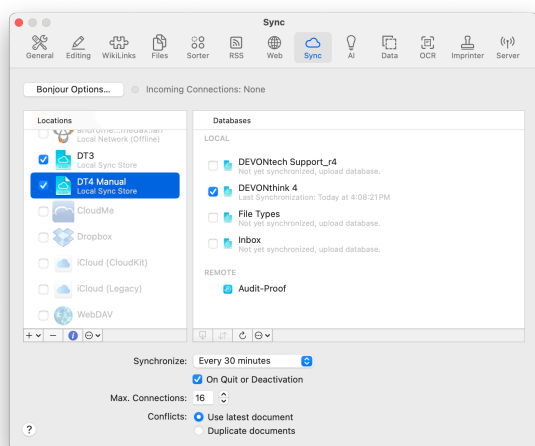 Sync
General Editing WikiLinks Files Sorter RSS Web Sync AI Data OCR Imprinter Server
Bonjour Options... Incoming Connections: None
Locations
Local Network (Offline)
DT3
Local Sync Store
DT4 Manual
Local Sync Store
CloudMe
Dropbox
iCloud (CloudKit)
iCloud (Legacy)
WebDAV
Databases
LOCAL
DEVONtech Support_r4
Not yet synchronized, upload database.
DEVONthink 4
Last Synchronization: Today at 4:08:21 PM
File Types
Not yet synchronized, upload database.
Inbox
Not yet synchronized, upload database.
REMOTE
Audit-Proof
Synchronize: Every 30 minutes
On Quit or Deactivation
Max. Connections: 16
Conflicts: Use latest document
Duplicate documents
?